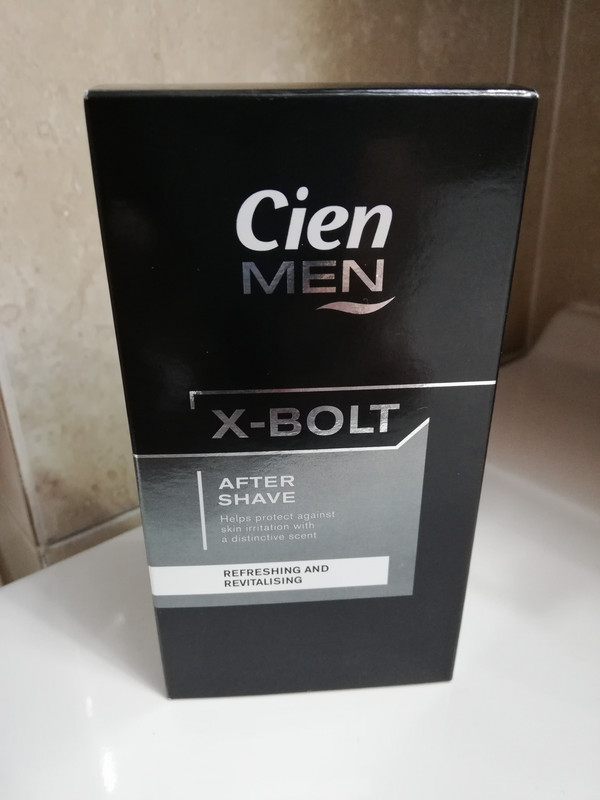 Cien
MEN
X-BOLT
AFTER
SHAVE
Helps protect against
skin irritation with
a distinctive scent
REFRESHING AND
REVITALISING